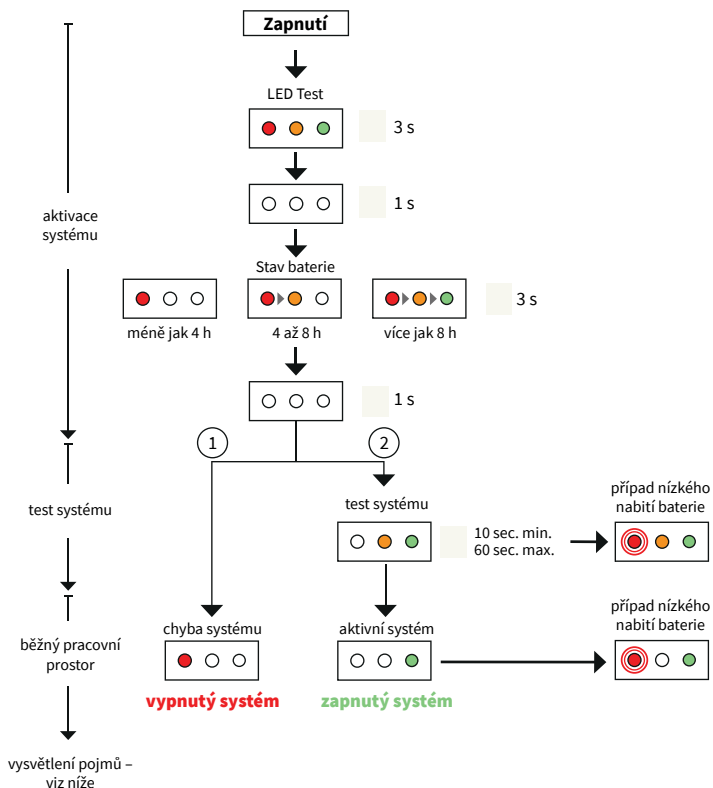 Zapnutí
LED Test
3 s
1 s
aktivace
systému
Stav baterie
3 s
méně jak 4 h
4 až 8 h
více jak 8 h
1 s
1
2
test systému
test systému
10 sec. min.
60 sec. max.
případ nízkého
nabití baterie
běžný pracovní
prostor
chyba systému
aktivní systém
případ nízkého
nabití baterie
vypnutý systém
zapnutý systém
vysvětlení pojmů –
viz níže